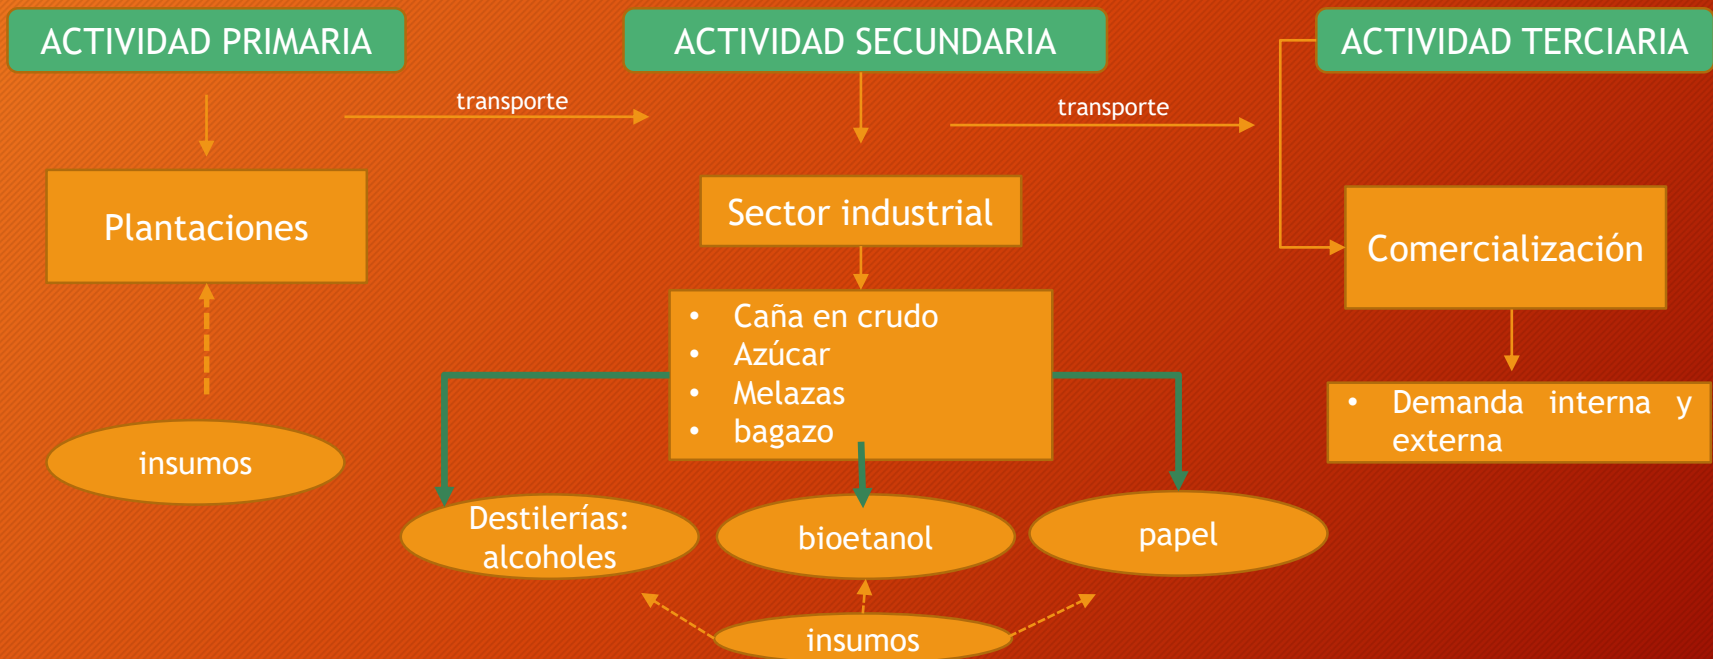 ACTIVIDAD PRIMARIA
ACTIVIDAD SECUNDARIA
ACTIVIDAD TERCIARIA
transporte
transporte
Plantaciones
Sector industrial
Comercialización
• Caña en crudo
• Azúcar
• Melazas
• bagazo
• Demanda interna y
externa
insumos
Destilerías:
alcoholes
bioetanol
papel
insumos